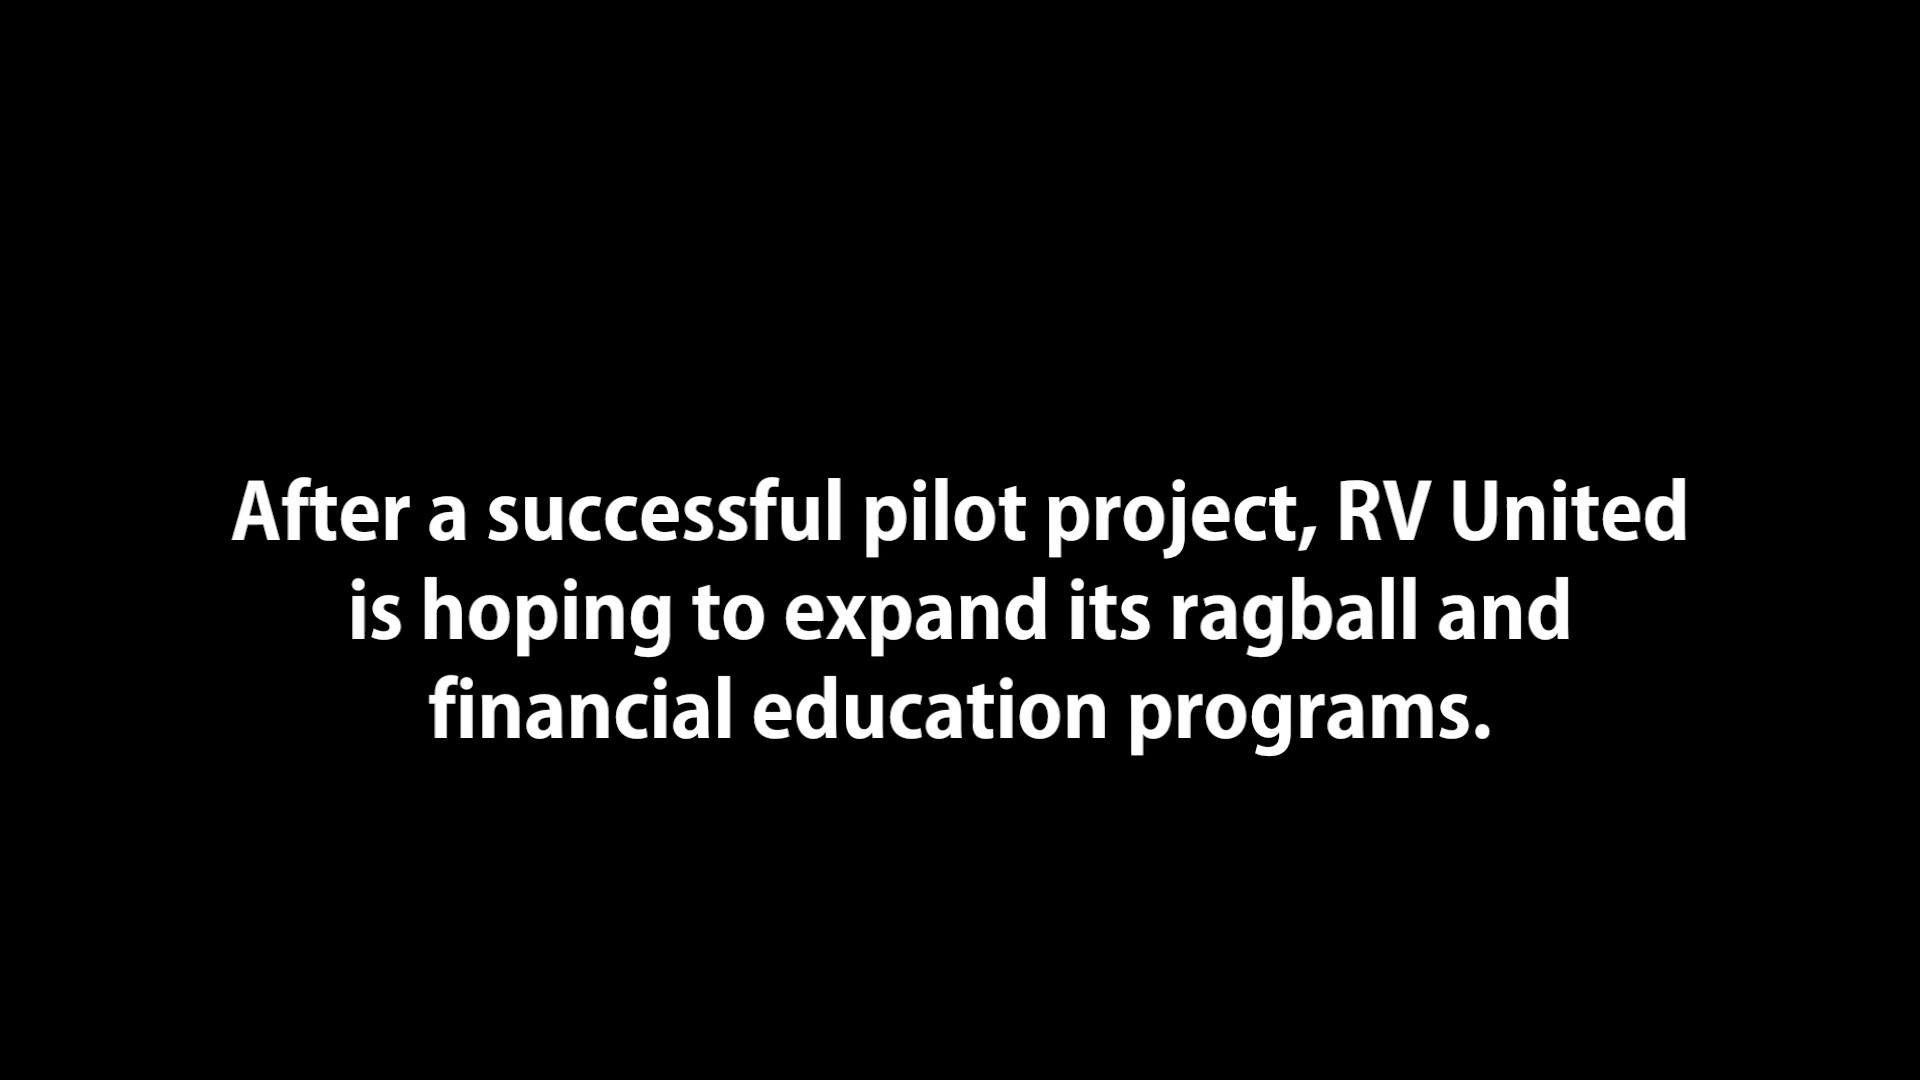 After a successful pilot project, RV United
is hoping to expand its ragball and
financial education programs.